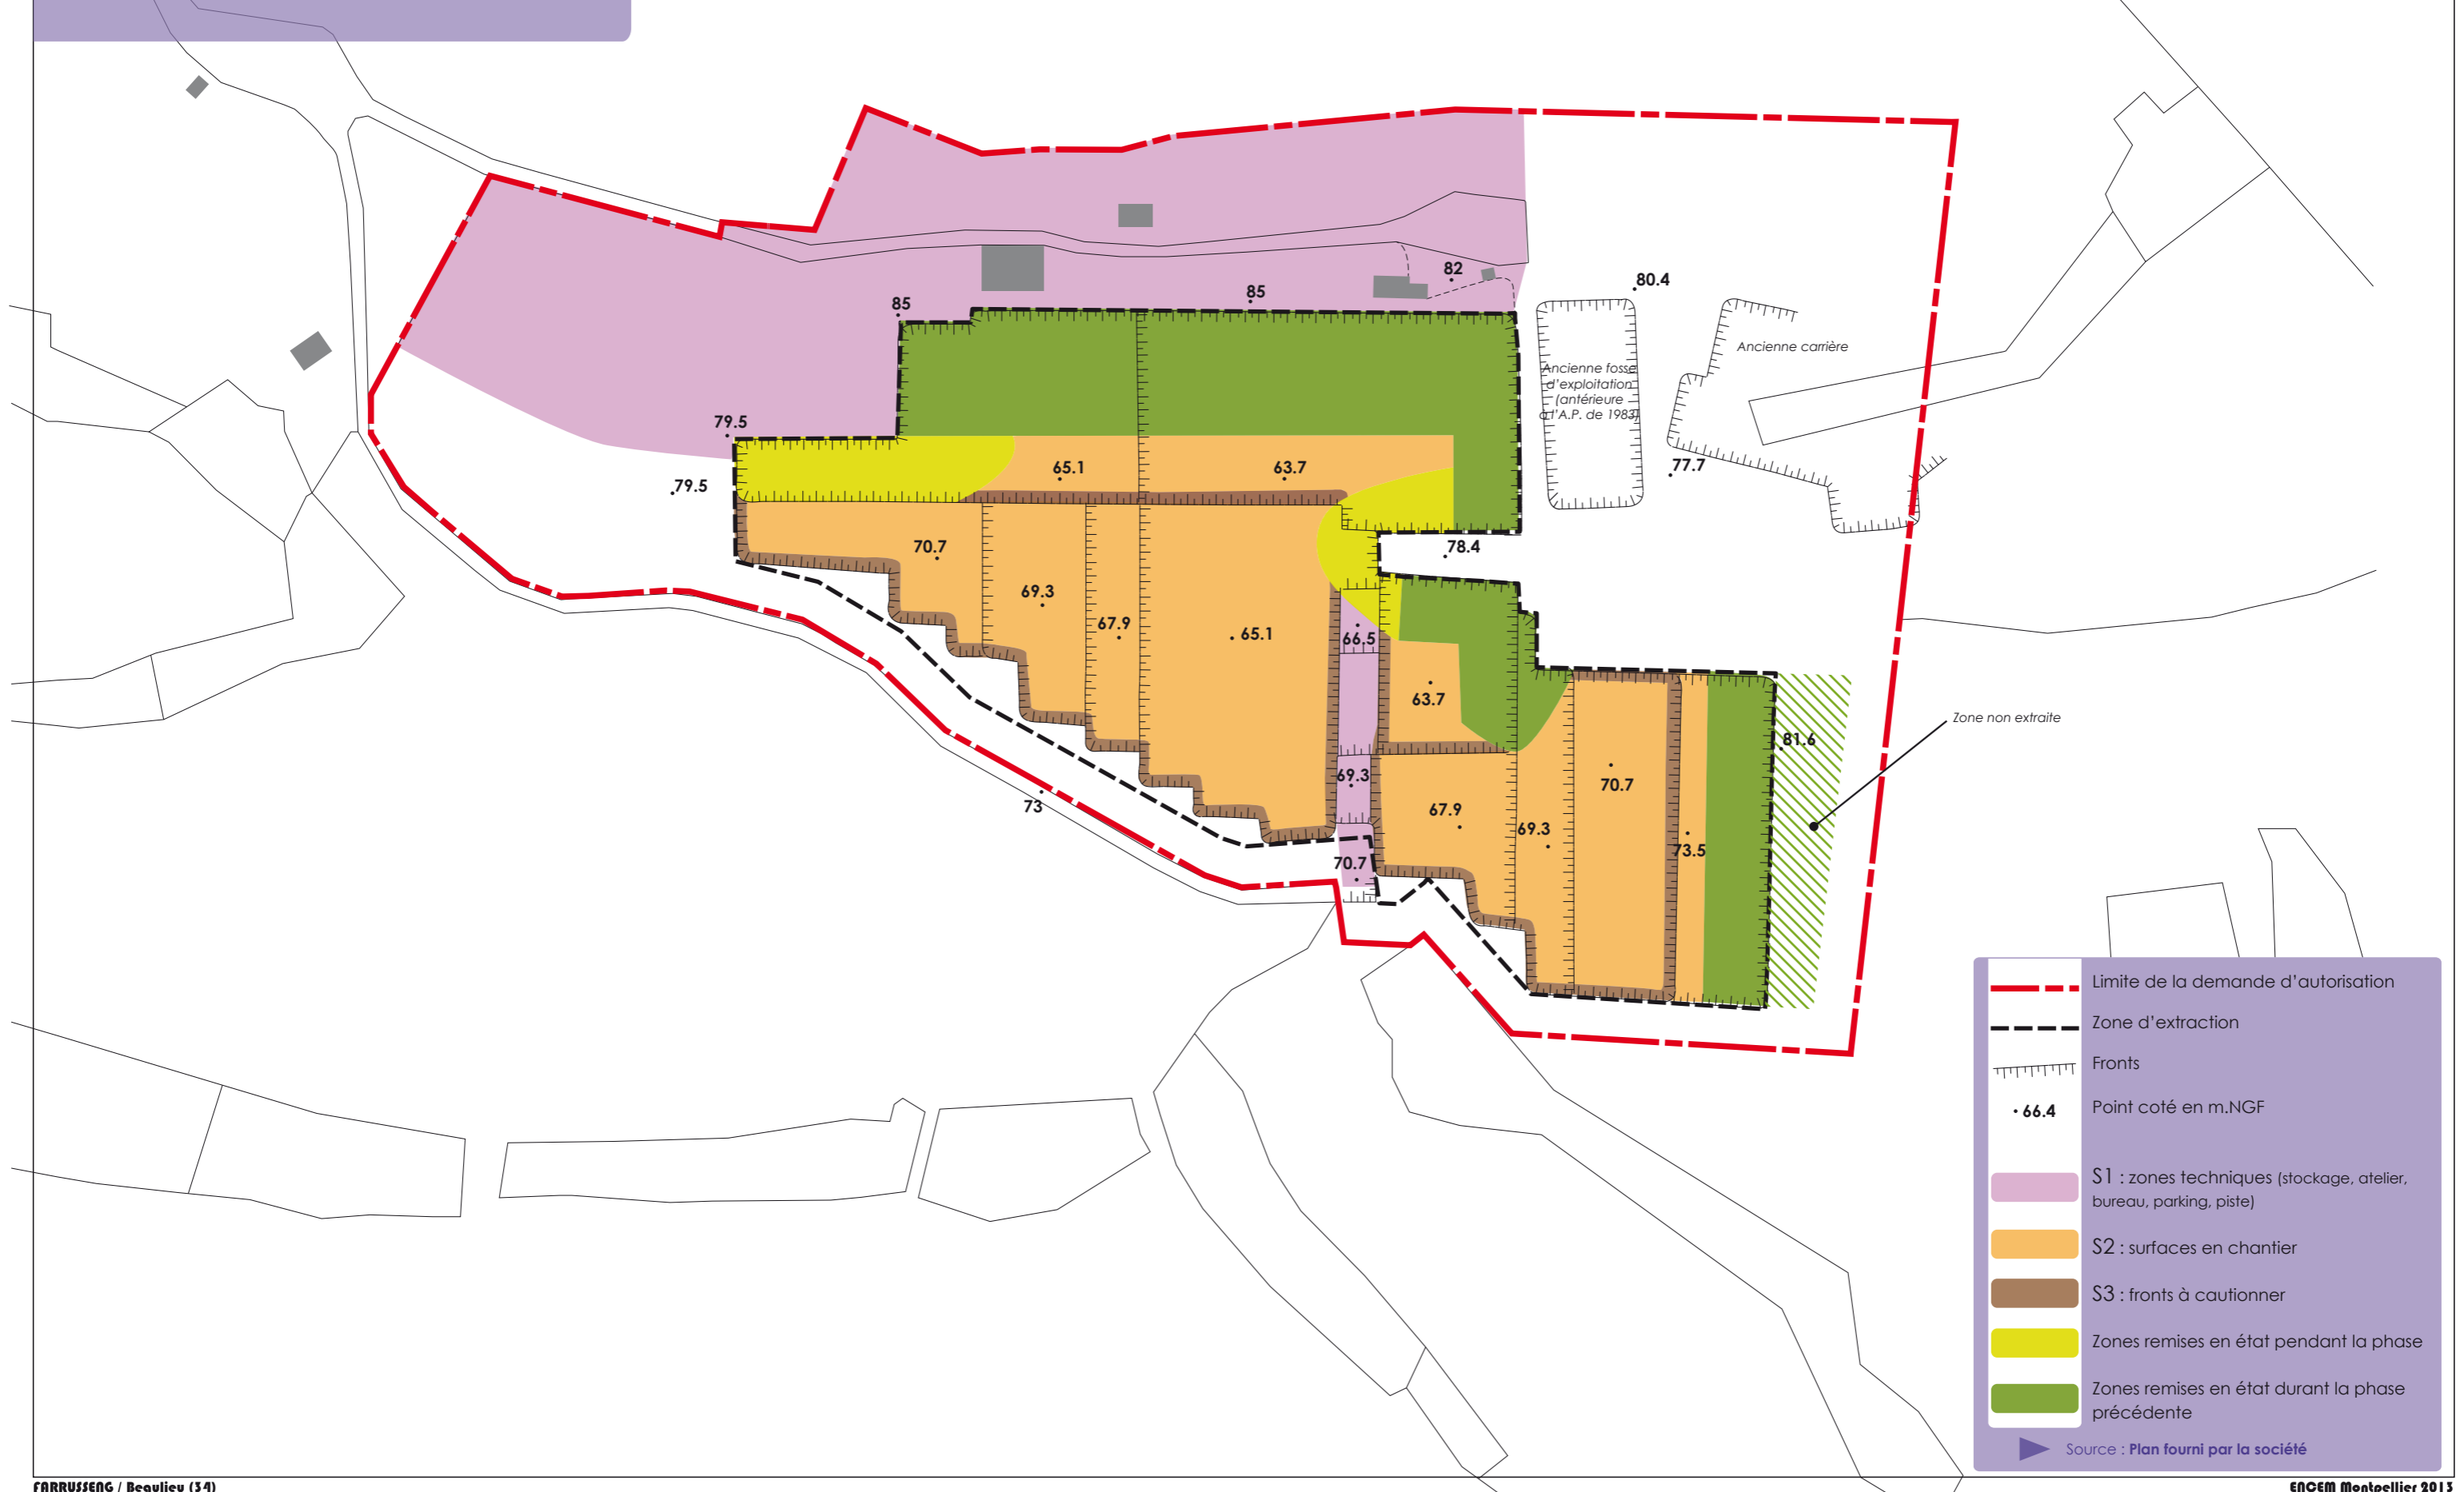 82
80.4
85
85
Ancienne carrière
Ancienne fosse
d'exploitation
(antérieure
à l'A.P. de 1983)
79.5
65.1
63.7
77.7
79.5
70.7
78.4
69.3
67.9
65.1
66.5
63.7
Zone non extraite
81.6
69.3
70.7
73
67.9
69.3
73.5
70.7
Limite de la demande d'autorisation
Zone d'extraction
Fronts
66.4 Point coté en m.NGF
S1 : zones techniques (stockage, atelier,
bureau, parking, piste)
S2 : surfaces en chantier
S3 : fronts à cautionner
Zones remises en état pendant la phase
Zones remises en état durant la phase
précédente
Source : Plan fourni par la société
FARRUSSENG / Beaulieu (34)
ENCEM Montpellier 2013